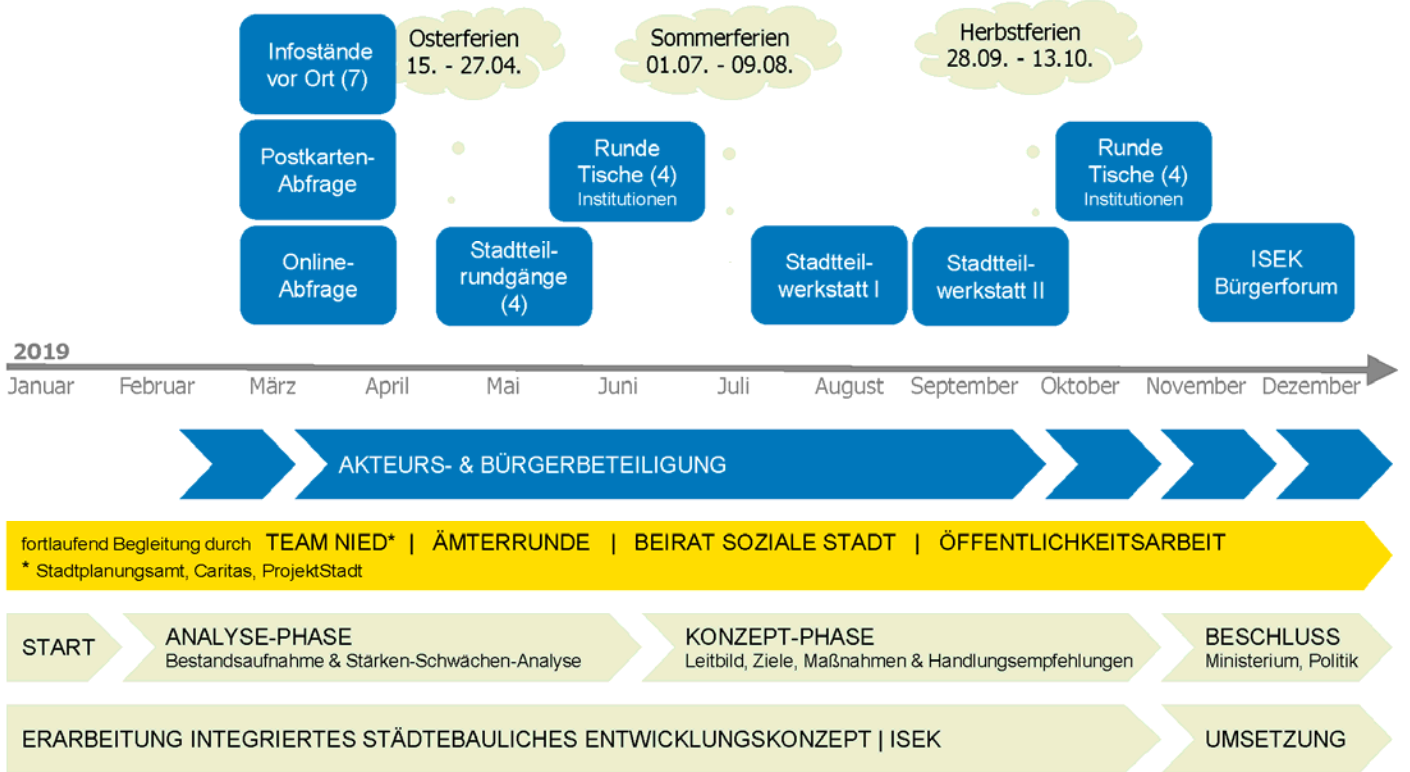 Infostände
vor Ort (7)
Osterferien
15. - 27.04.
Sommerferien
01.07. - 09.08.
Herbstferien
28.09. - 13.10.
Postkarten-
Abfrage
Runde
Tische (4)
Institutionen
Runde
Tische (4)
Institutionen
Online-
Abfrage
Stadtteil-
rundgänge
(4)
Stadtteil-
werkstatt I
Stadtteil-
werkstatt II
ISEK
Bürgerforum
2019
Januar Februar März April Mai Juni Juli August September Oktober November Dezember
AKTEURS- & BÜRGERBETEILIGUNG
fortlaufend Begleitung durch TEAM NIED* | ÄMTERRUNDE | BEIRAT SOZIALE STADT | ÖFFENTLICHKEITSARBEIT
* Stadtplanungsamt, Caritas, ProjektStadt
START
ANALYSE-PHASE
Bestandsaufnahme & Stärken-Schwächen-Analyse
KONZEPT-PHASE
Leitbild, Ziele, Maßnahmen & Handlungsempfehlungen
BESCHLUSS
Ministerium, Politik
ERARBEITUNG INTEGRIERTES STÄDTEBAULICHES ENTWICKLUNGSKONZEPT | ISEK
UMSETZUNG